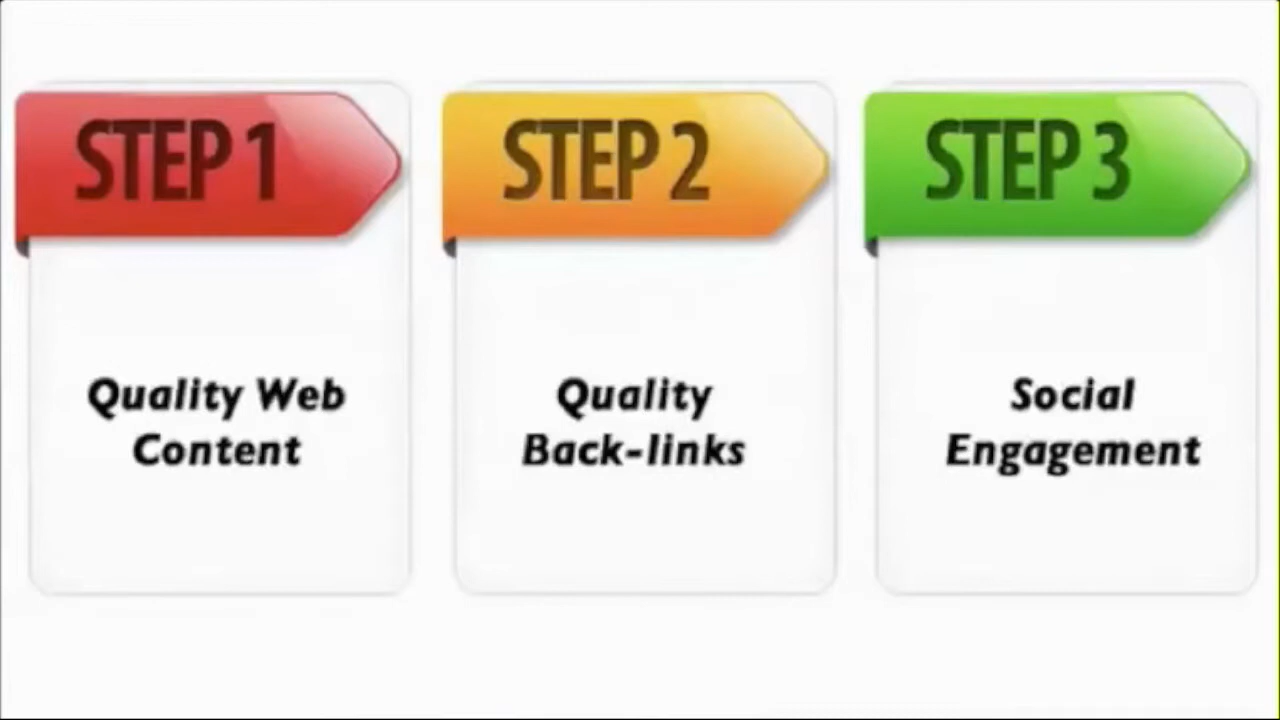 STEP 1
Quality Web
Content
STEP 2
Quality
Back-links
STEP 3
Social
Engagement